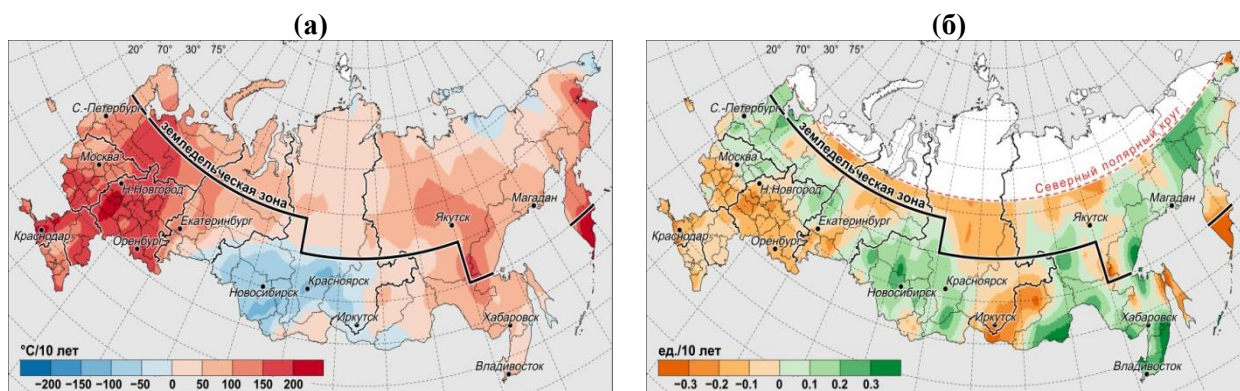 (а)
20° 70° 30° 75°
С.-Петербург
Москва
Н.Новгород
земледельческая зона
Краснодар
Оренбург
Екатеринбург
Якутск
Магадан
Новосибирск
Красноярск
Иркутск
Хабаровск
Владивосток
°С/10 лет
−200 −150 −100 −50 0 50 100 150 200
(б)
20° 70° 30° 75°
С.-Петербург
Москва
Н.Новгород
земледельческая зона
Северный полярный круг
Краснодар
Оренбург
Екатеринбург
Якутск
Магадан
Новосибирск
Красноярск
Иркутск
Хабаровск
Владивосток
ед./10 лет
−0.3 −0.2 −0.1 0 0.1 0.2 0.3